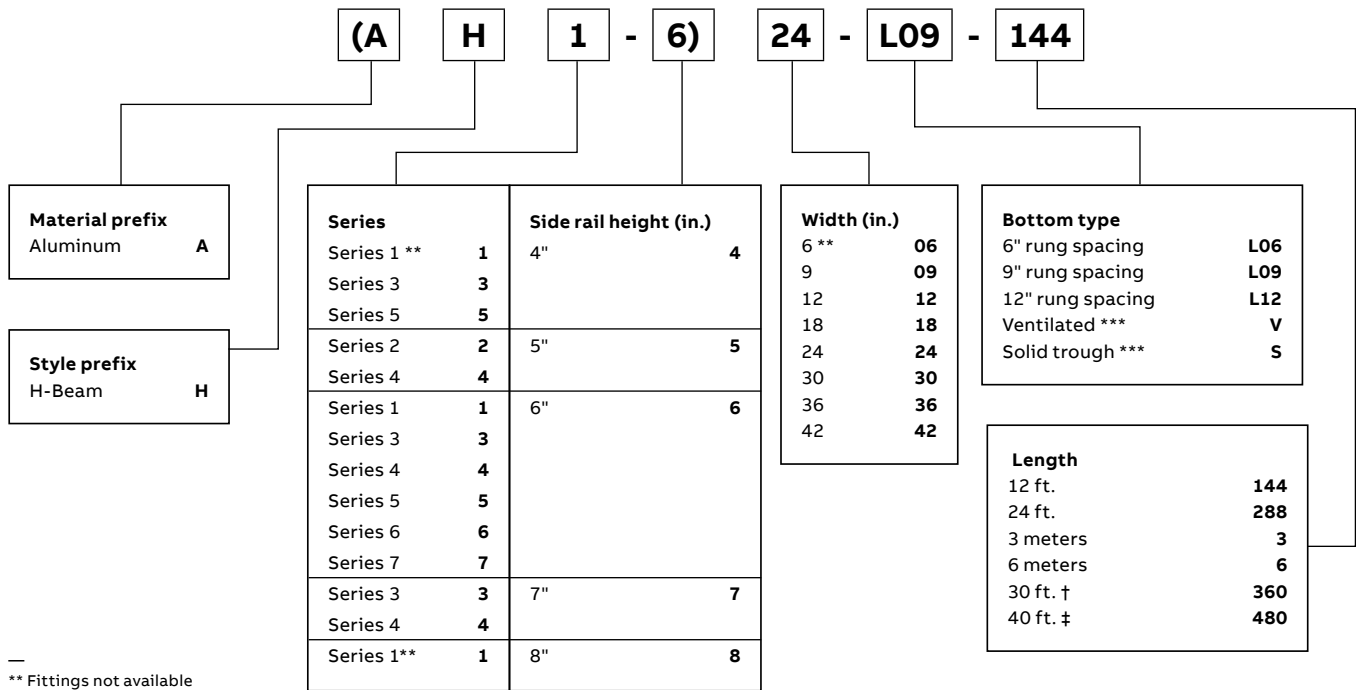 (A H 1 - 6) 24 - L09 - 144
Material prefix
Aluminum A
Style prefix
H-Beam H
Series Side rail height (in.)
Series 1 ** 1 4" 4
Series 3 3
Series 5 5
Series 2 2 5" 5
Series 4 4
Series 1 1 6" 6
Series 3 3
Series 4 4
Series 5 5
Series 6 6
Series 7 7
Series 3 3 7" 7
Series 4 4
Series 1** 1 8" 8
Width (in.)
6 ** 06
9 09
12 12
18 18
24 24
30 30
36 36
42 42
Bottom type
6" rung spacing L06
9" rung spacing L09
12" rung spacing L12
Ventilated *** V
Solid trough *** S
Length
12 ft. 144
24 ft. 288
3 meters 3
6 meters 6
30 ft. † 360
40 ft. ‡ 480
—
** Fittings not available